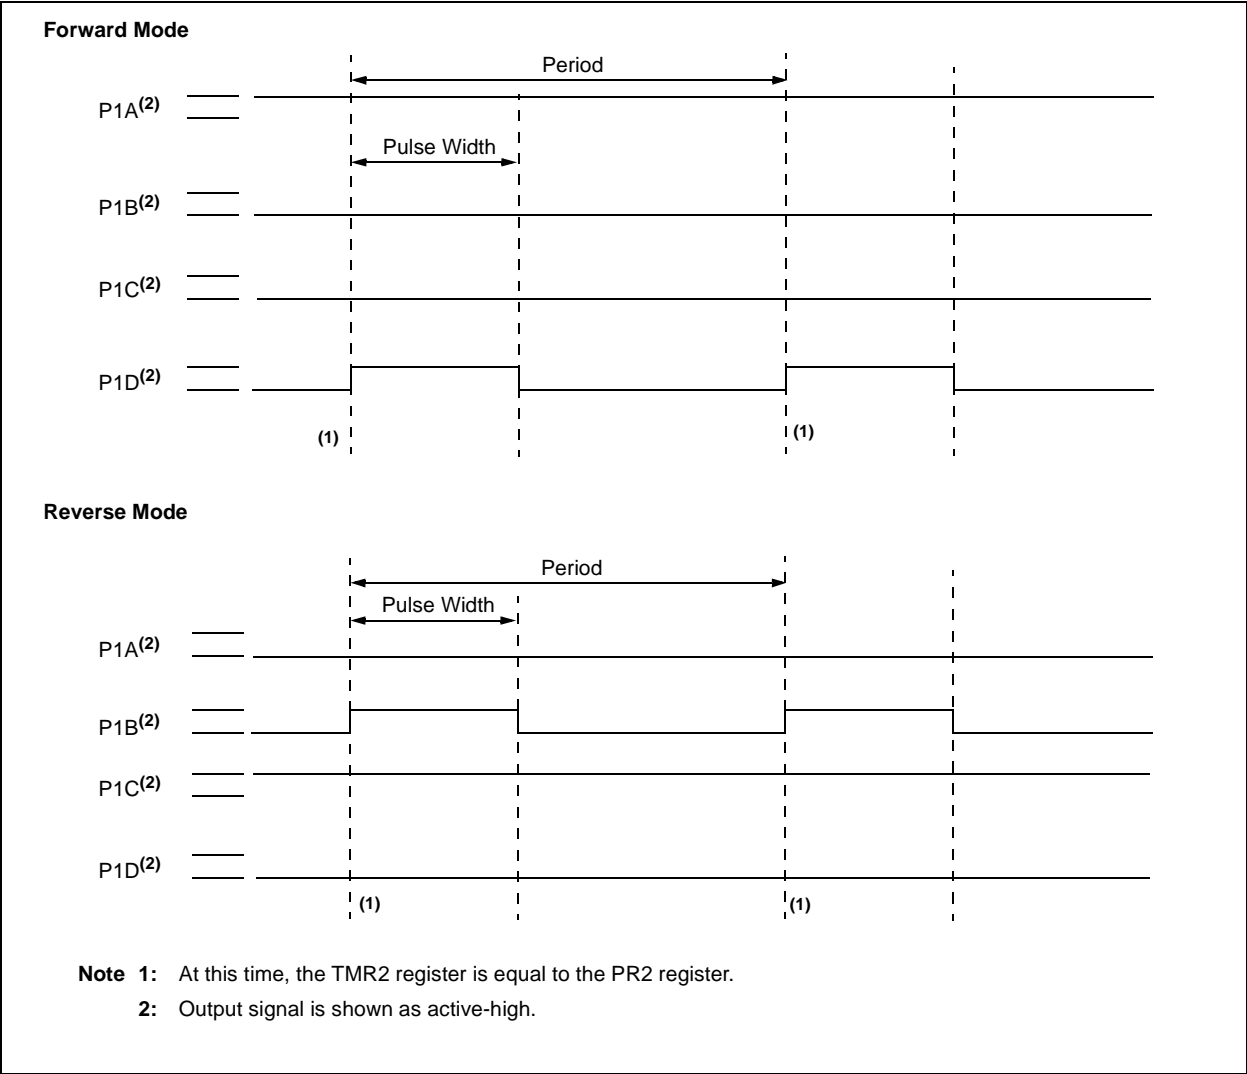 Forward Mode
Period
P1A(2)
Pulse Width
P1B(2)
P1C(2)
P1D(2)
(1)
(1)
Reverse Mode
Period
Pulse Width
P1A(2)
P1B(2)
P1C(2)
P1D(2)
(1)
(1)
Note 1: At this time, the TMR2 register is equal to the PR2 register.
2: Output signal is shown as active-high.